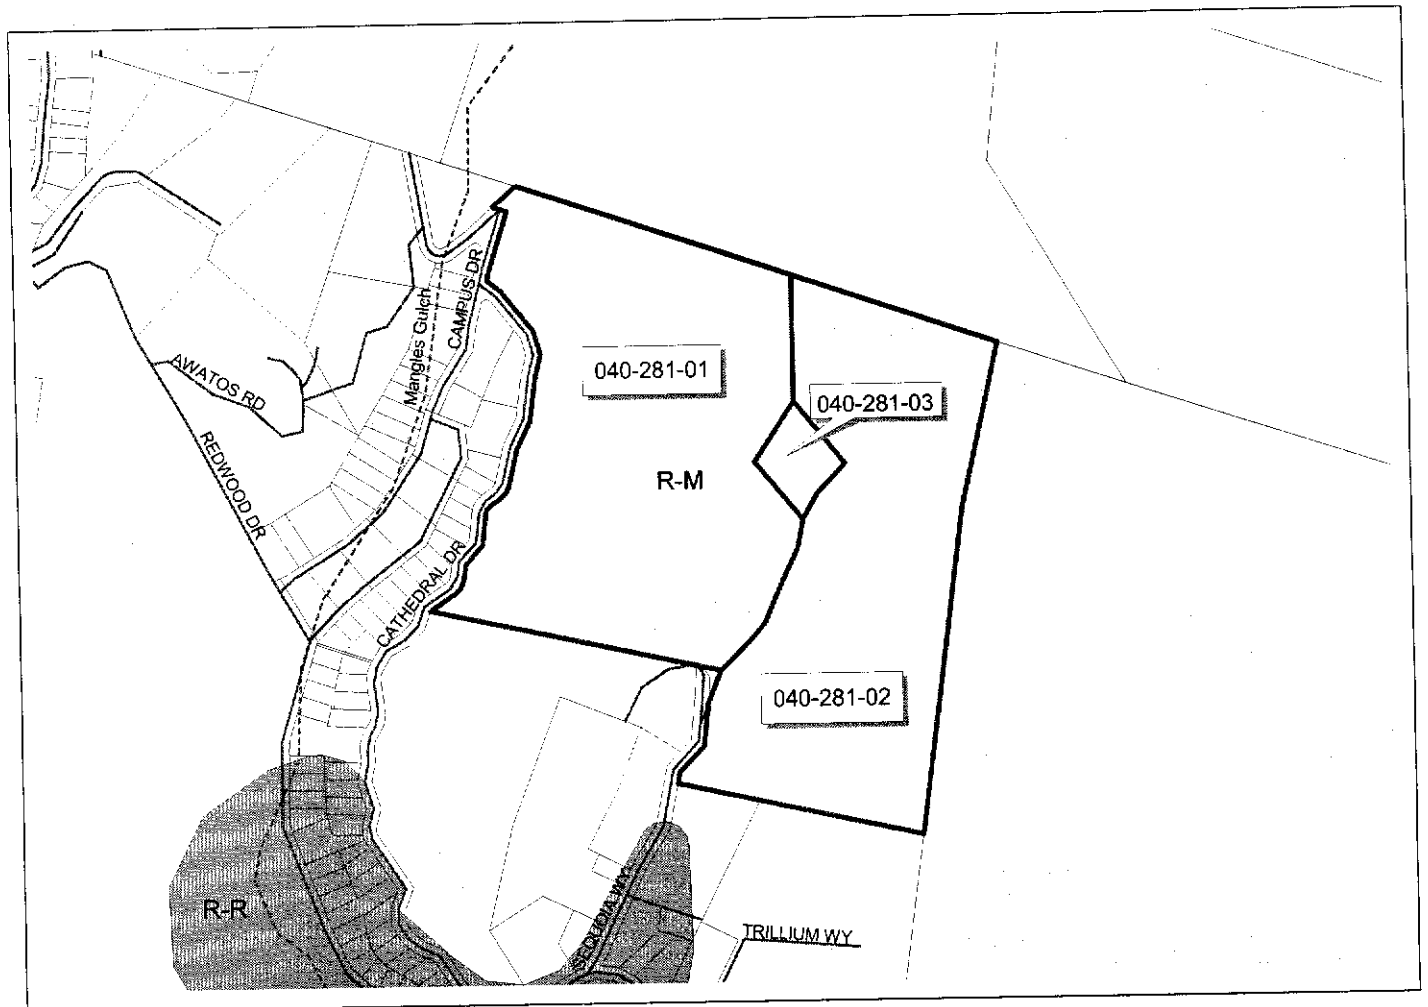 CAMPUS DR
Mangles Gulch
040-281-01
AWATOS RD
040-281-03
REDWOOD DR
R-M
CATHEDRAL DR
040-281-02
R-R
SEQUOIA WY
TRILLIUM WY